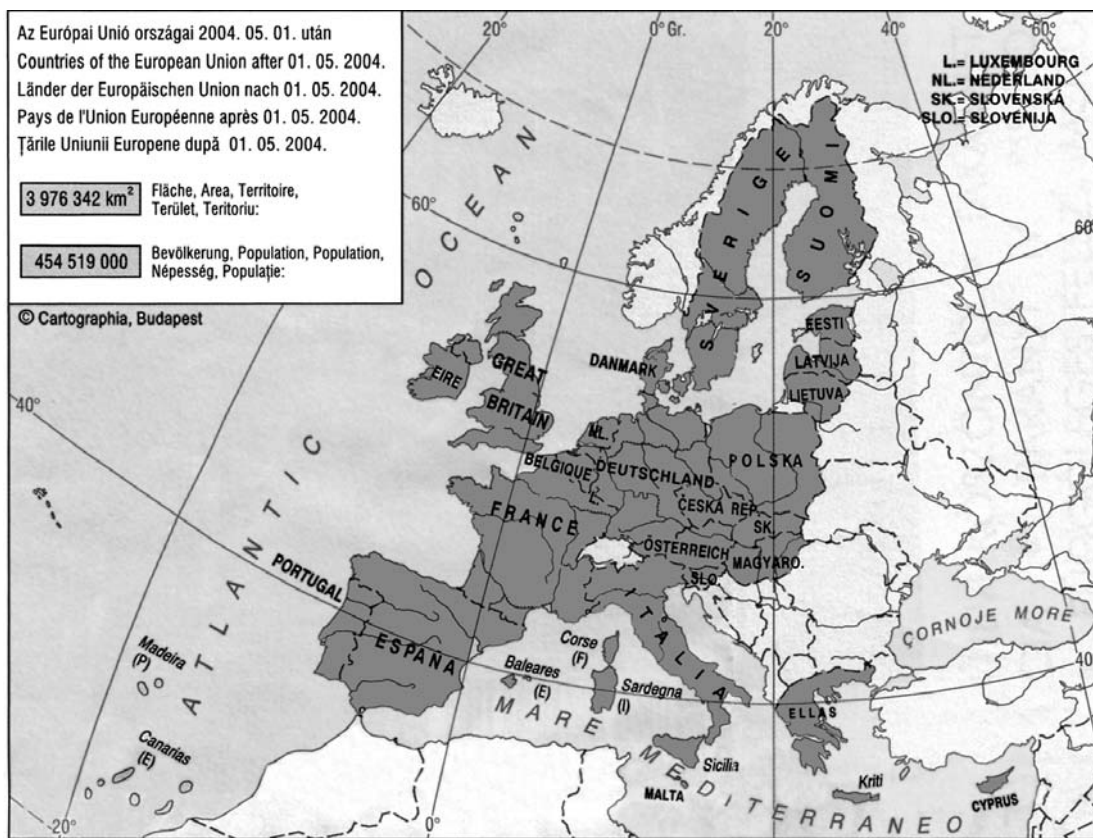 Az Európai Unió országai 2004. 05. 01. után
Countries of the European Union after 01. 05. 2004.
Länder der Europäischen Union nach 01. 05. 2004.
Pays de l'Union Européenne après 01. 05. 2004.
Țările Uniunii Europene după 01. 05. 2004.
3 976 342 km² Fläche, Area, Territoire,
Terület, Teritoriu:
454 519 000 Bevölkerung, Population, Population,
Népesség, Populație:
© Cartographia, Budapest
40° 20° 0° Gr. 20° 40° 60°
L.= LUXEMBOURG
NL.= NEDERLAND
SK.= SLOVENSKÁ
SLO.= SLOVENIJA
60°
60°
40°
40
-20°
0°
20°
ATLANTIC OCEAN
SVERIGE
SUOMI
EESTI
LATVIJA
LIETUVA
DANMARK
EIRE
GREAT
BRITAIN
NL.
BELGIQUE
L.
DEUTSCHLAND
POLSKA
ČESKÁ REP.
SK.
FRANCE
ÖSTERREICH
MAGYARO.
SLO.
ITALIA
PORTUGAL
ESPAÑA
Madeira
(P)
Canarias
(E)
Corse
(F)
Baleares
(E)
Sardegna
(I)
Sicilia
MALTA
ELLAS
Kriti
CYPRUS
CORNOJE MORE
MARE MEDITERRANEO